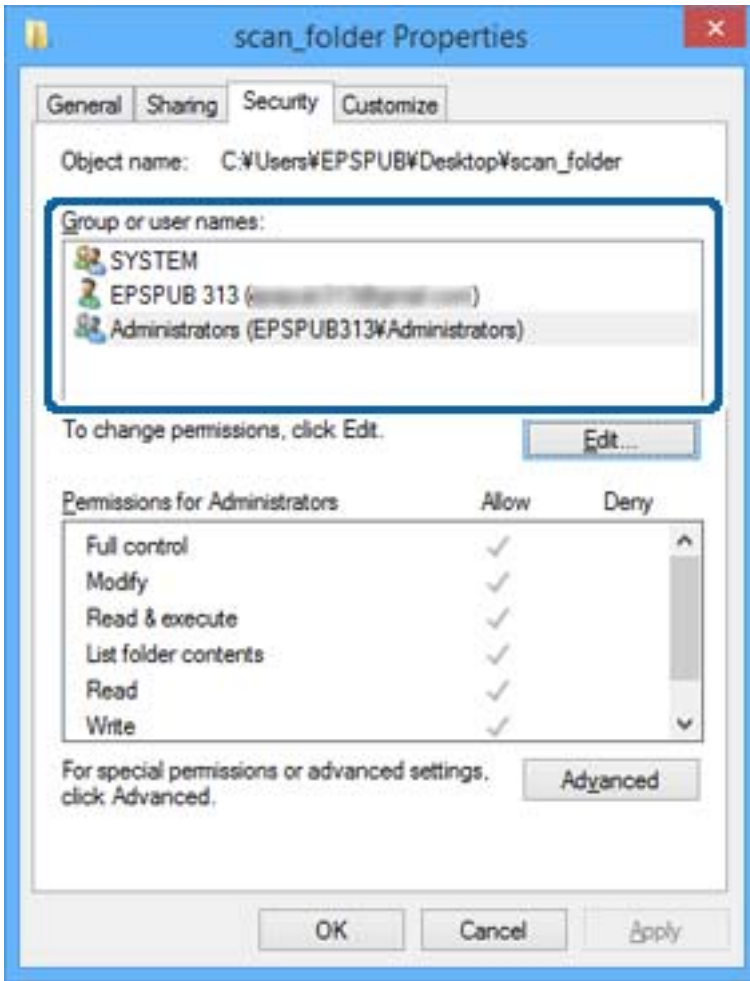 scan_folder Properties
General Sharing Security Customize
Object name: C:¥Users¥EPSPUB¥Desktop¥scan_folder
Group or user names:
SYSTEM
EPSPUB 313 ( )
Administrators (EPSPUB313¥Administrators)
To change permissions, click Edit.
Edit...
Permissions for Administrators Allow Deny
Full control
Modify
Read & execute
List folder contents
Read
Write
For special permissions or advanced settings,
click Advanced.
Advanced
OK Cancel Apply